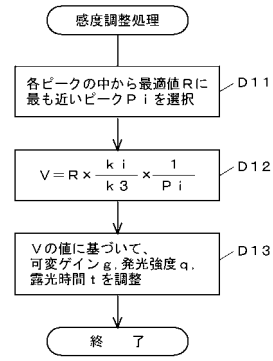 感度調整処理
各ピークの中から最適値Rに
最も近いピークPiを選択
D11
V=R×ki/k3×1/Pi
D12
Vの値に基づいて、
可変ゲインg,発光強度q,
露光時間tを調整
D13
終 了